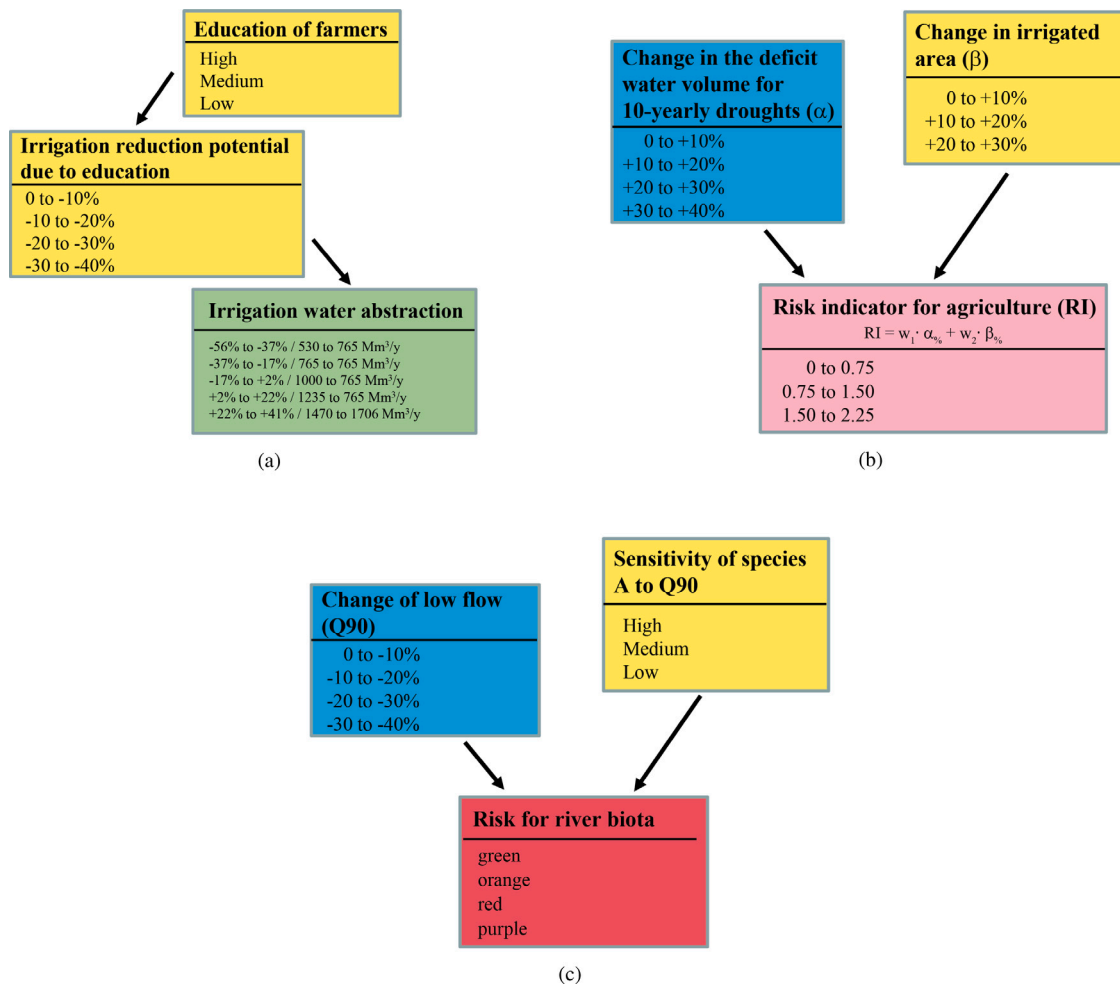 Education of farmers
High
Medium
Low
Irrigation reduction potential
due to education
0 to -10%
-10 to -20%
-20 to -30%
-30 to -40%
Irrigation water abstraction
-56% to -37% / 530 to 765 Mm³/y
-37% to -17% / 765 to 765 Mm³/y
-17% to +2% / 1000 to 765 Mm³/y
+2% to +22% / 1235 to 765 Mm³/y
+22% to +41% / 1470 to 1706 Mm³/y
(a)
Change in the deficit
water volume for
10-yearly droughts (α)
0 to +10%
+10 to +20%
+20 to +30%
+30 to +40%
Change in irrigated
area (β)
0 to +10%
+10 to +20%
+20 to +30%
Risk indicator for agriculture (RI)
RI = w₁· α% + w₂· β%
0 to 0.75
0.75 to 1.50
1.50 to 2.25
(b)
Change of low flow
(Q90)
0 to -10%
-10 to -20%
-20 to -30%
-30 to -40%
Sensitivity of species
A to Q90
High
Medium
Low
Risk for river biota
green
orange
red
purple
(c)